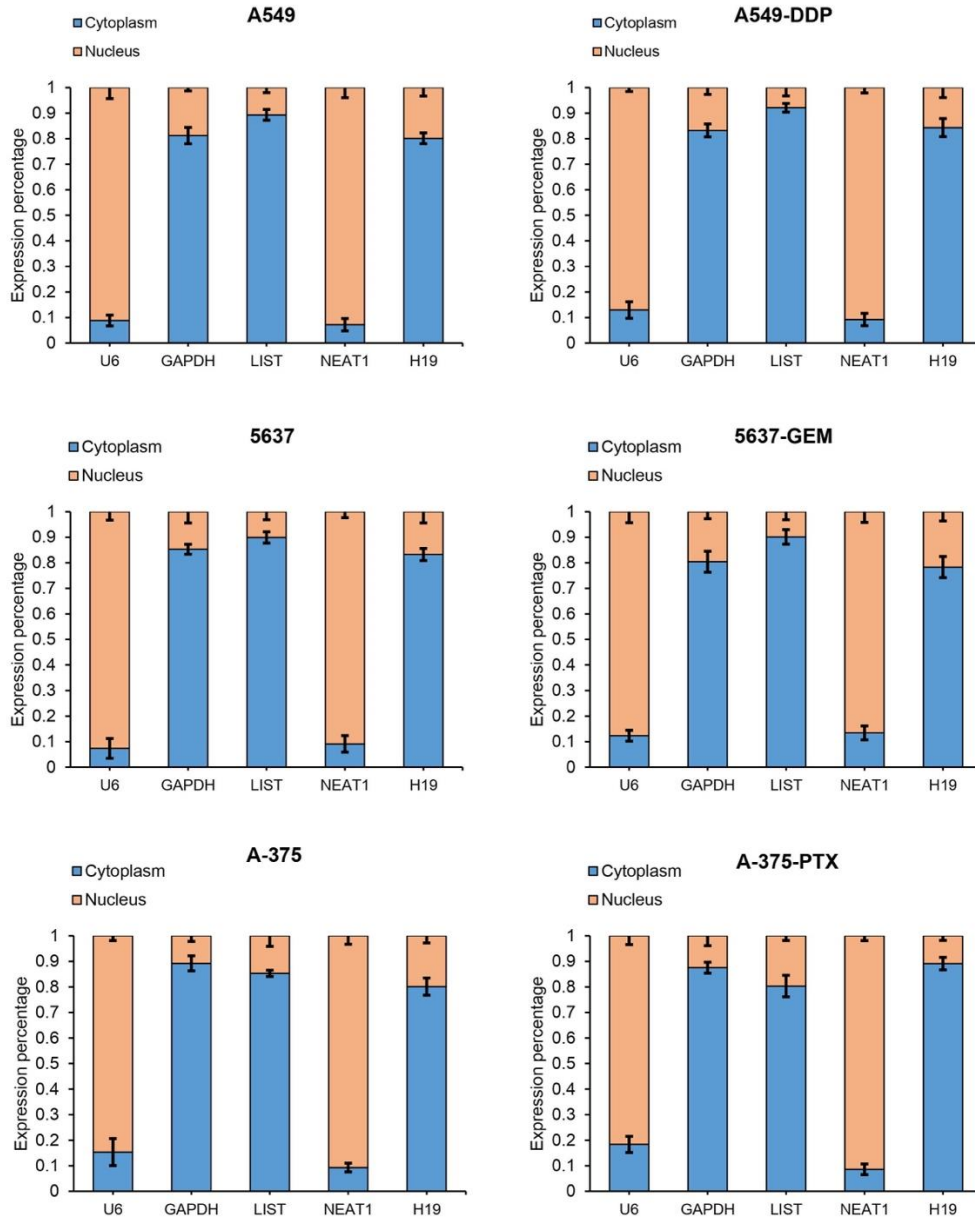 A549
Cytoplasm
Nucleus
Expression percentage
1
0.9
0.8
0.7
0.6
0.5
0.4
0.3
0.2
0.1
0
U6 GAPDH LIST NEAT1 H19
A549-DDP
Cytoplasm
Nucleus
Expression percentage
1
0.9
0.8
0.7
0.6
0.5
0.4
0.3
0.2
0.1
0
U6 GAPDH LIST NEAT1 H19
5637
Cytoplasm
Nucleus
Expression percentage
1
0.9
0.8
0.7
0.6
0.5
0.4
0.3
0.2
0.1
0
U6 GAPDH LIST NEAT1 H19
5637-GEM
Cytoplasm
Nucleus
Expression percentage
1
0.9
0.8
0.7
0.6
0.5
0.4
0.3
0.2
0.1
0
U6 GAPDH LIST NEAT1 H19
A-375
Cytoplasm
Nucleus
Expression percentage
1
0.9
0.8
0.7
0.6
0.5
0.4
0.3
0.2
0.1
0
U6 GAPDH LIST NEAT1 H19
A-375-PTX
Cytoplasm
Nucleus
Expression percentage
1
0.9
0.8
0.7
0.6
0.5
0.4
0.3
0.2
0.1
0
U6 GAPDH LIST NEAT1 H19